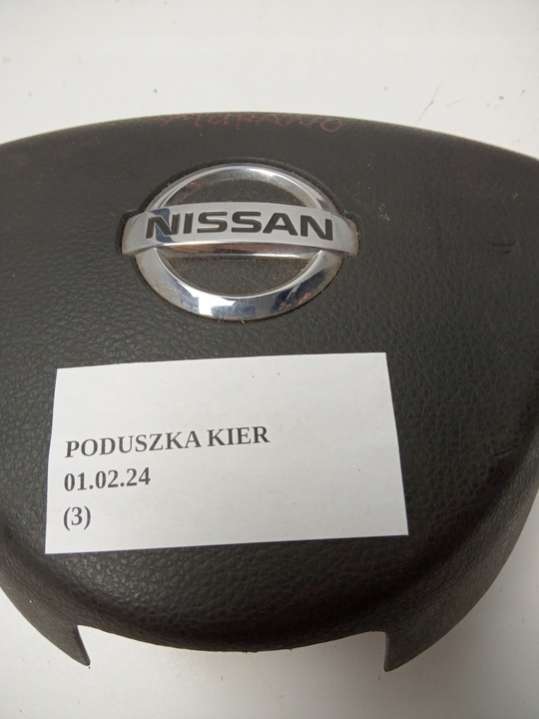 NISSAN
PODUSZKA KIER
01.02.24
(3)